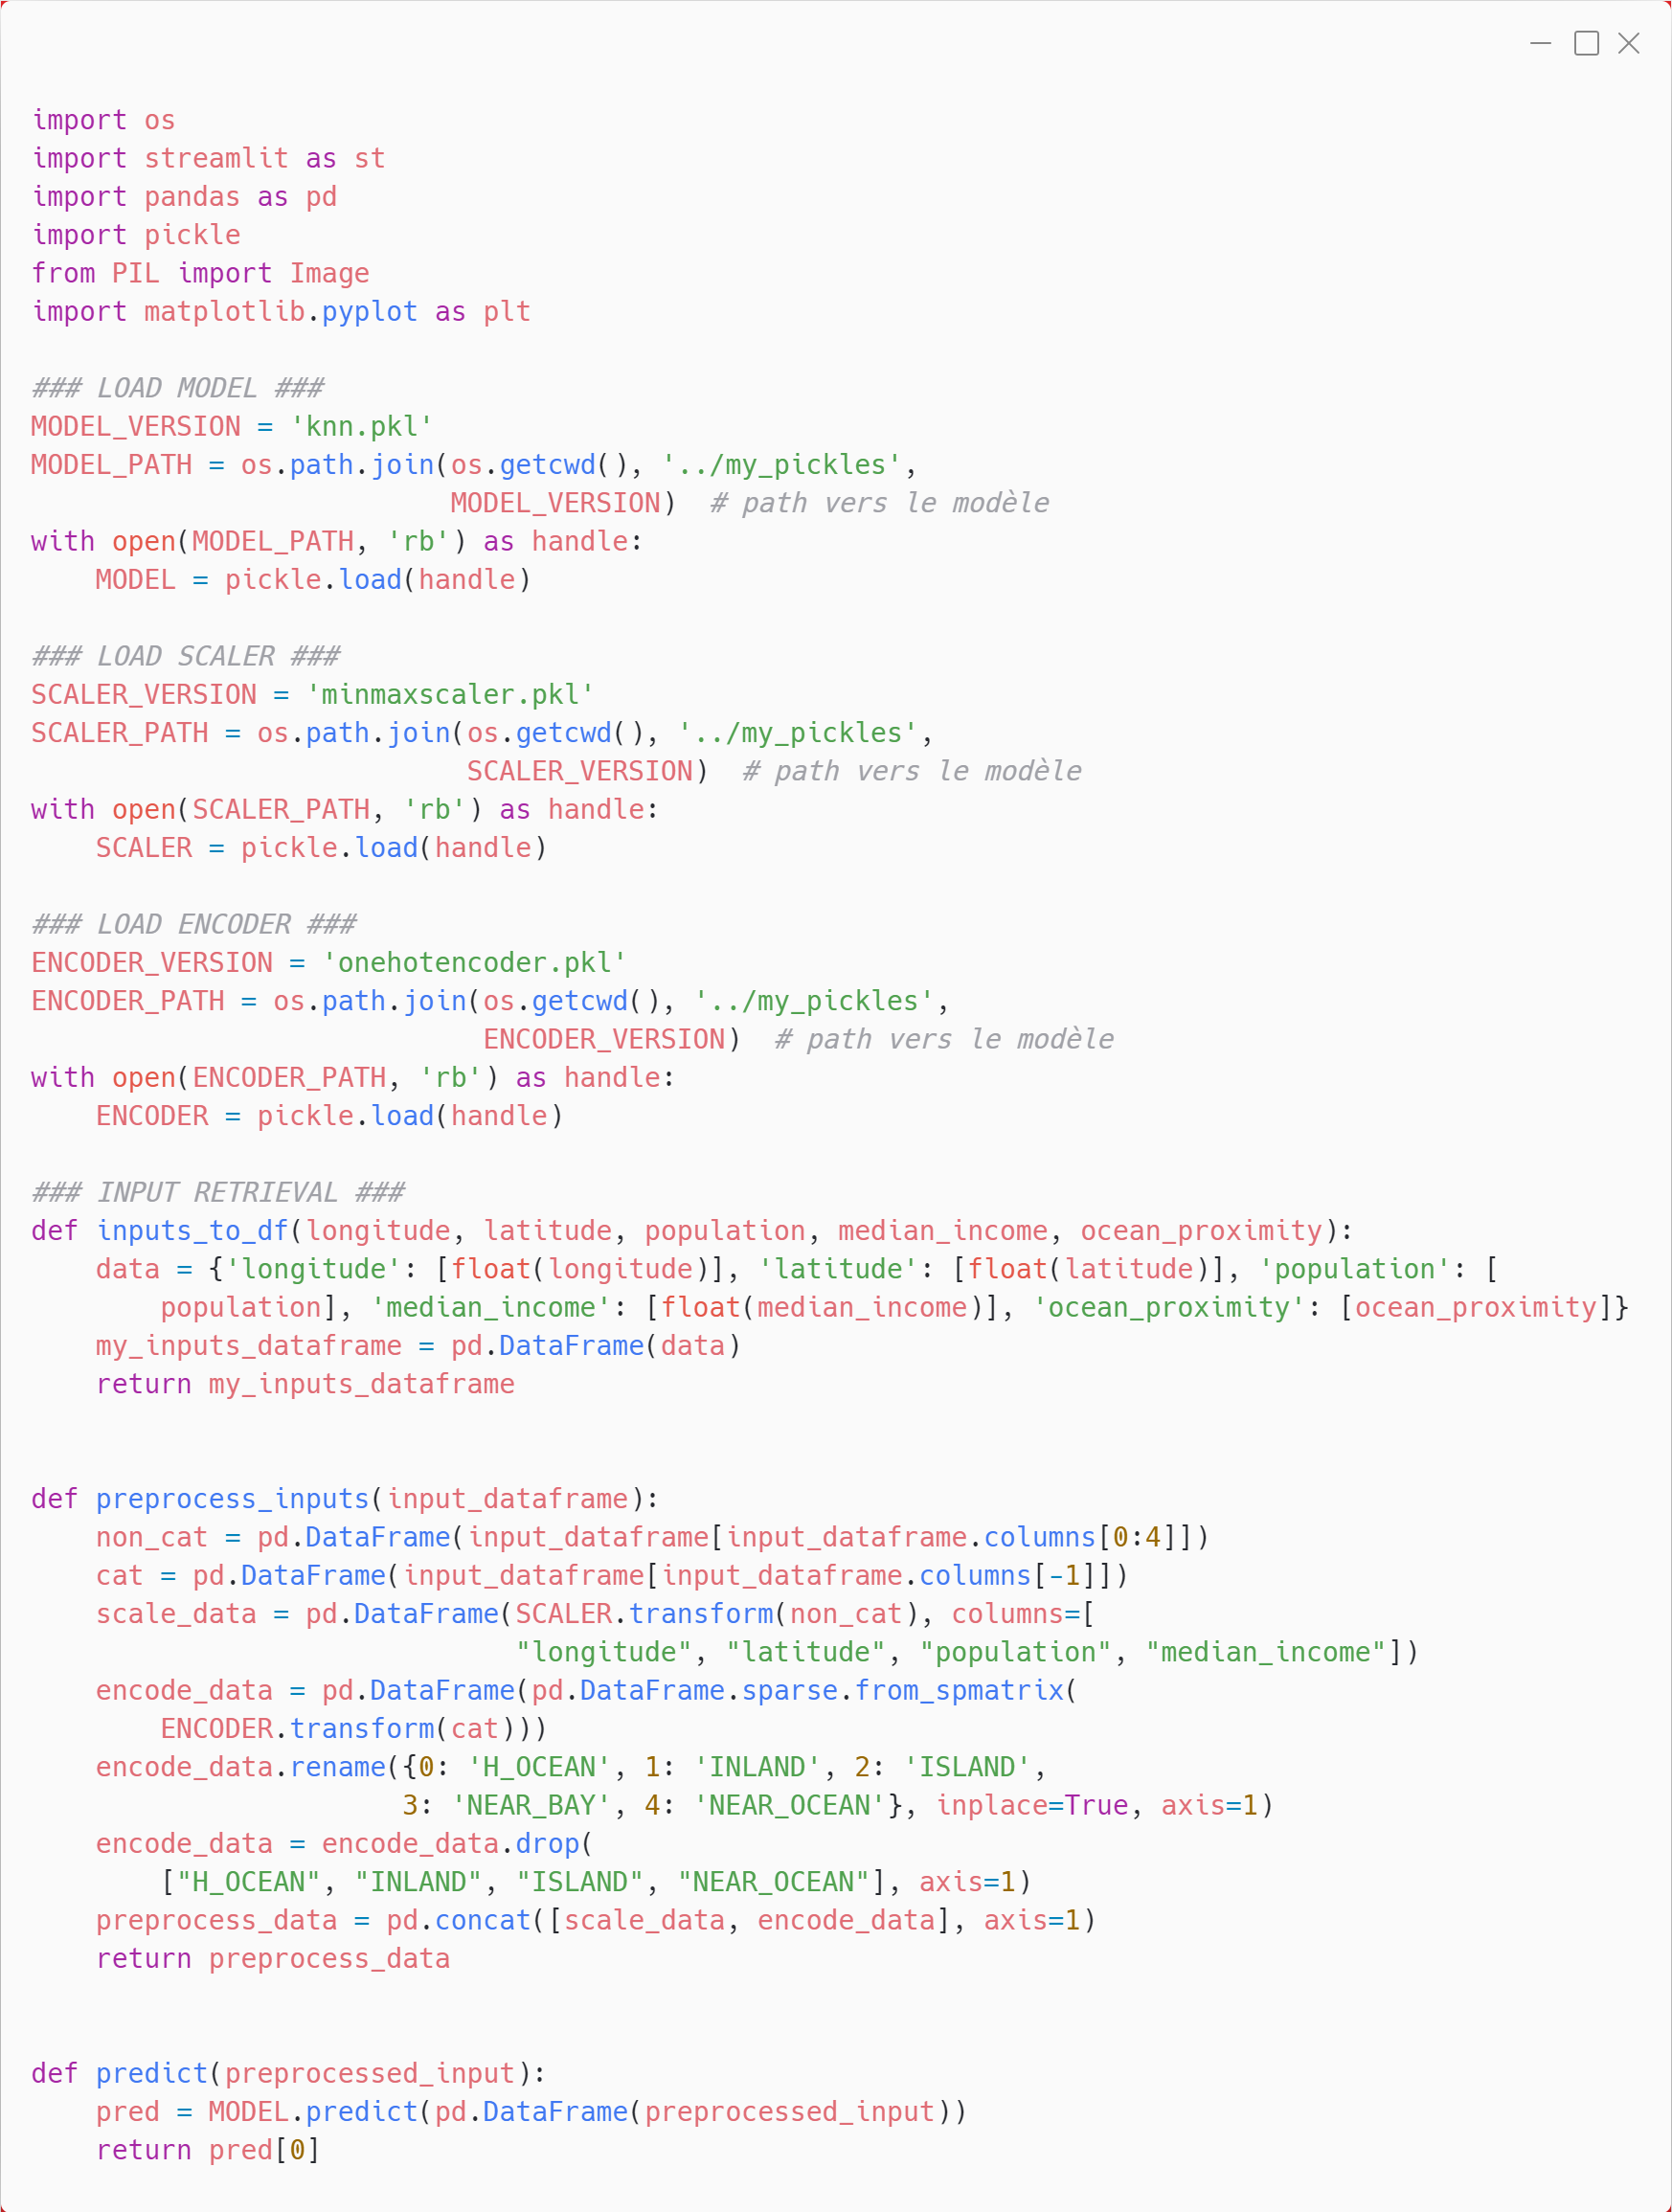 import os
import streamlit as st
import pandas as pd
import pickle
from PIL import Image
import matplotlib.pyplot as plt

### LOAD MODEL ###
MODEL_VERSION = 'knn.pkl'
MODEL_PATH = os.path.join(os.getcwd(), '../my_pickles',
                          MODEL_VERSION)  # path vers le modèle
with open(MODEL_PATH, 'rb') as handle:
    MODEL = pickle.load(handle)

### LOAD SCALER ###
SCALER_VERSION = 'minmaxscaler.pkl'
SCALER_PATH = os.path.join(os.getcwd(), '../my_pickles',
                           SCALER_VERSION)  # path vers le modèle
with open(SCALER_PATH, 'rb') as handle:
    SCALER = pickle.load(handle)

### LOAD ENCODER ###
ENCODER_VERSION = 'onehotencoder.pkl'
ENCODER_PATH = os.path.join(os.getcwd(), '../my_pickles',
                            ENCODER_VERSION)  # path vers le modèle
with open(ENCODER_PATH, 'rb') as handle:
    ENCODER = pickle.load(handle)

### INPUT RETRIEVAL ###
def inputs_to_df(longitude, latitude, population, median_income, ocean_proximity):
    data = {'longitude': [float(longitude)], 'latitude': [float(latitude)], 'population': [
        population], 'median_income': [float(median_income)], 'ocean_proximity': [ocean_proximity]}
    my_inputs_dataframe = pd.DataFrame(data)
    return my_inputs_dataframe


def preprocess_inputs(input_dataframe):
    non_cat = pd.DataFrame(input_dataframe[input_dataframe.columns[0:4]])
    cat = pd.DataFrame(input_dataframe[input_dataframe.columns[-1]])
    scale_data = pd.DataFrame(SCALER.transform(non_cat), columns=[
                              "longitude", "latitude", "population", "median_income"])
    encode_data = pd.DataFrame(pd.DataFrame.sparse.from_spmatrix(
        ENCODER.transform(cat)))
    encode_data.rename({0: 'H_OCEAN', 1: 'INLAND', 2: 'ISLAND',
                       3: 'NEAR_BAY', 4: 'NEAR_OCEAN'}, inplace=True, axis=1)
    encode_data = encode_data.drop(
        ["H_OCEAN", "INLAND", "ISLAND", "NEAR_OCEAN"], axis=1)
    preprocess_data = pd.concat([scale_data, encode_data], axis=1)
    return preprocess_data


def predict(preprocessed_input):
    pred = MODEL.predict(pd.DataFrame(preprocessed_input))
    return pred[0]